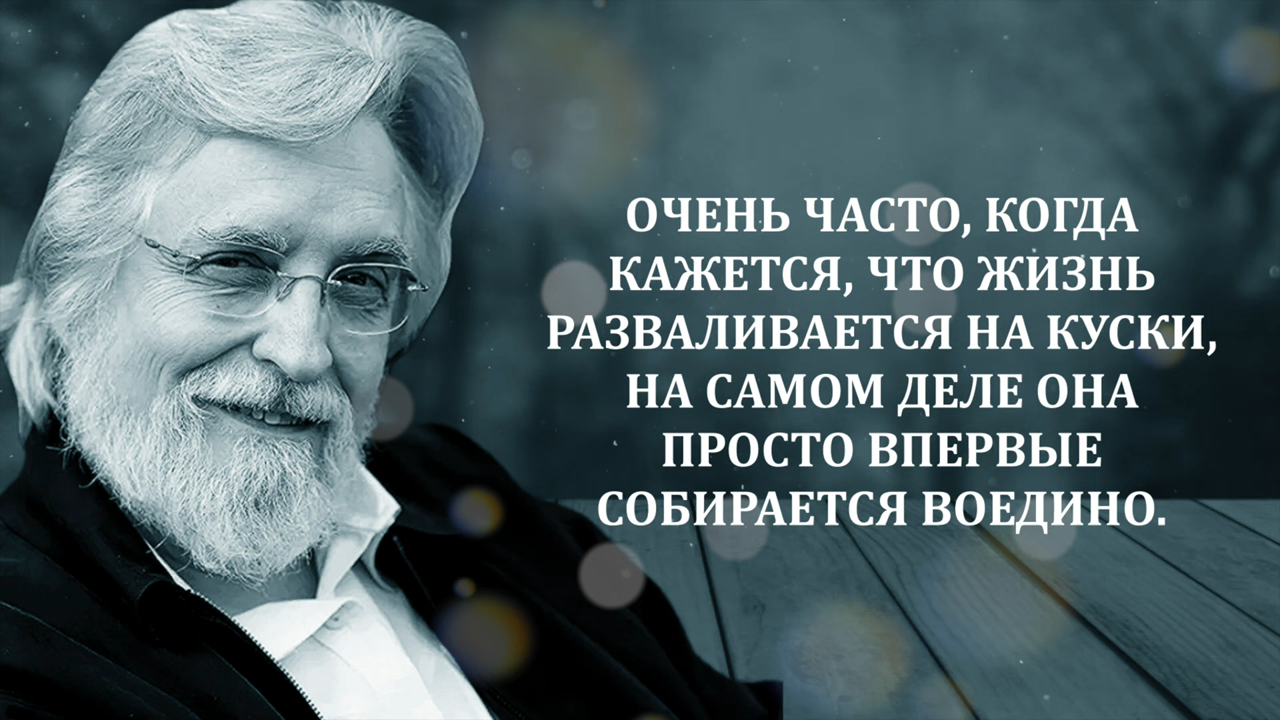 ОЧЕНЬ ЧАСТО, КОГДА
КАЖЕТСЯ, ЧТО ЖИЗНЬ
РАЗВАЛИВАЕТСЯ НА КУСКИ,
НА САМОМ ДЕЛЕ ОНА
ПРОСТО ВПЕРВЫЕ
СОБИРАЕТСЯ ВОЕДИНО.